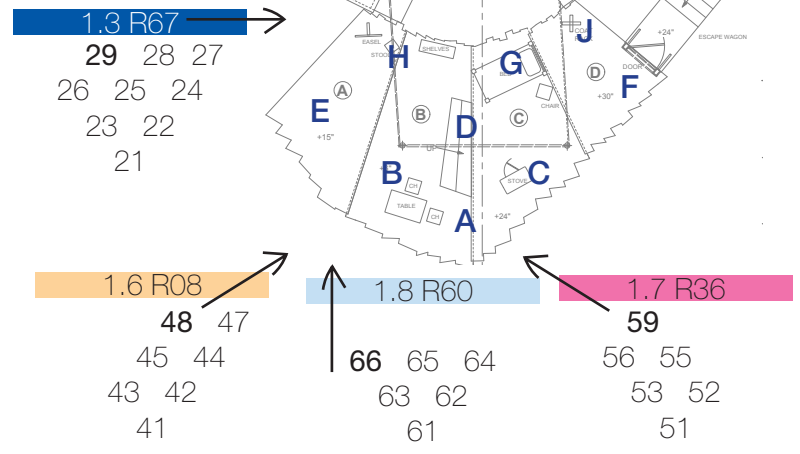 1.3 R67
29 28 27
26 25 24
23 22
21
J
+24"
ESCAPE WAGON
EASEL
STOOL
H
SHELVES
G
DOOR
D
F
+30"
E
A
B
D
C
CHAIR
+15"
UP
B
CH
STOVE
C
TABLE
CH
A
+24"
1.6 R08
48 47
45 44
43 42
41
1.8 R60
66 65 64
63 62
61
1.7 R36
59
56 55
53 52
51